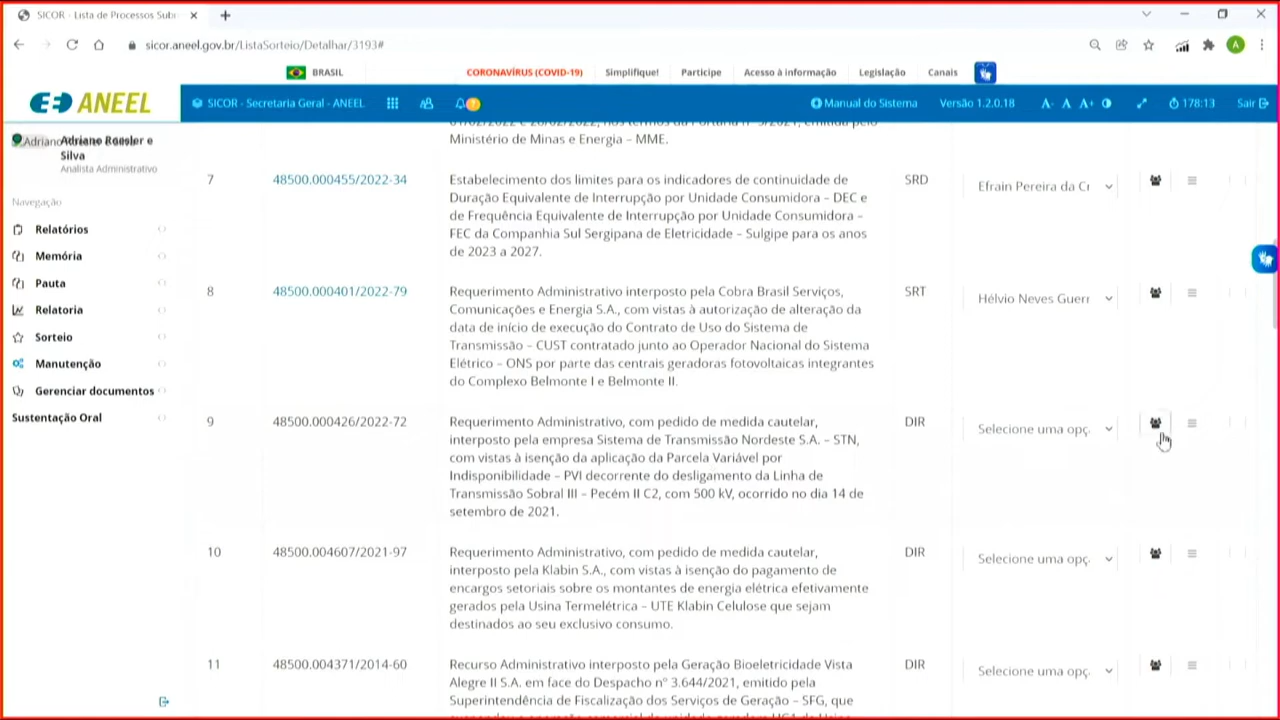 SICOR - Lista de Processos Sub
sicor.aneel.gov.br/ListaSorteio/Detalhar/3193#
A
BRASIL
CORONAVÍRUS (COVID-19)
Simplifique!
Participe
Acesso à informação
Legislação
Canais
ANEEL
SICOR - Secretaria Geral - ANEEL
Manual do Sistema
Versão 1.2.0.18
A- A A+
178:13
Sair
Silva
Analista Administrativo
Navegação
Relatórios
Memória
Pauta
Relatoria
Sorteio
Manutenção
Gerenciar documentos
Sustentação Oral
Ministério de Minas e Energia – MME.
7
48500.000455/2022-34
Estabelecimento dos limites para os indicadores de continuidade de
Duração Equivalente de Interrupção por Unidade Consumidora – DEC e
de Frequência Equivalente de Interrupção por Unidade Consumidora –
FEC da Companhia Sul Sergipana de Eletricidade – Sulgipe para os anos
de 2023 a 2027.
SRD
Efrain Pereira da Cr
8
48500.000401/2022-79
Requerimento Administrativo interposto pela Cobra Brasil Serviços,
Comunicações e Energia S.A., com vistas à autorização de alteração da
data de início de execução do Contrato de Uso do Sistema de
Transmissão – CUST contratado junto ao Operador Nacional do Sistema
Elétrico – ONS por parte das centrais geradoras fotovoltaicas integrantes
do Complexo Belmonte I e Belmonte II.
SRT
Hélvio Neves Guerr
9
48500.000426/2022-72
Requerimento Administrativo, com pedido de medida cautelar,
interposto pela empresa Sistema de Transmissão Nordeste S.A. – STN,
com vistas à isenção da aplicação da Parcela Variável por
Indisponibilidade – PVI decorrente do desligamento da Linha de
Transmissão Sobral III – Pecém II C2, com 500 kV, ocorrido no dia 14 de
setembro de 2021.
DIR
Selecione uma opç
10
48500.004607/2021-97
Requerimento Administrativo, com pedido de medida cautelar,
interposto pela Klabin S.A., com vistas à isenção do pagamento de
encargos setoriais sobre os montantes de energia elétrica efetivamente
gerados pela Usina Termelétrica – UTE Klabin Celulose que sejam
destinados ao seu exclusivo consumo.
DIR
Selecione uma opç
11
48500.004371/2014-60
Recurso Administrativo interposto pela Geração Bioeletricidade Vista
Alegre II S.A. em face do Despacho nº 3.644/2021, emitido pela
Superintendência de Fiscalização dos Serviços de Geração – SFG, que
DIR
Selecione uma opç